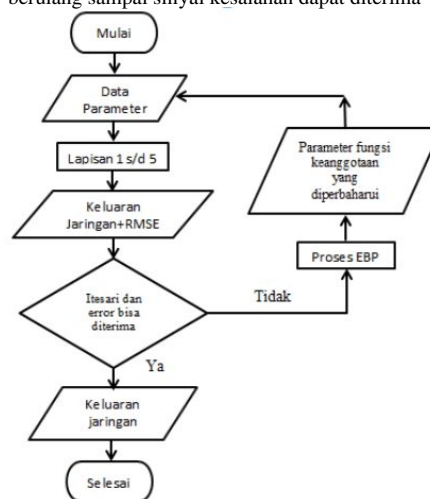 berulang sampai sinyal kesalahan dapat diterima
Mulai
Data
Parameter
Lapisan 1 s/d 5
Keluaran
Jaringan+RMSE
Itesari dan
error bisa
diterima
Tidak
Proses EBP
Parameter fungsi
keanggotaan
yang
diperbaharui
Ya
Keluaran
jaringan
Selesai